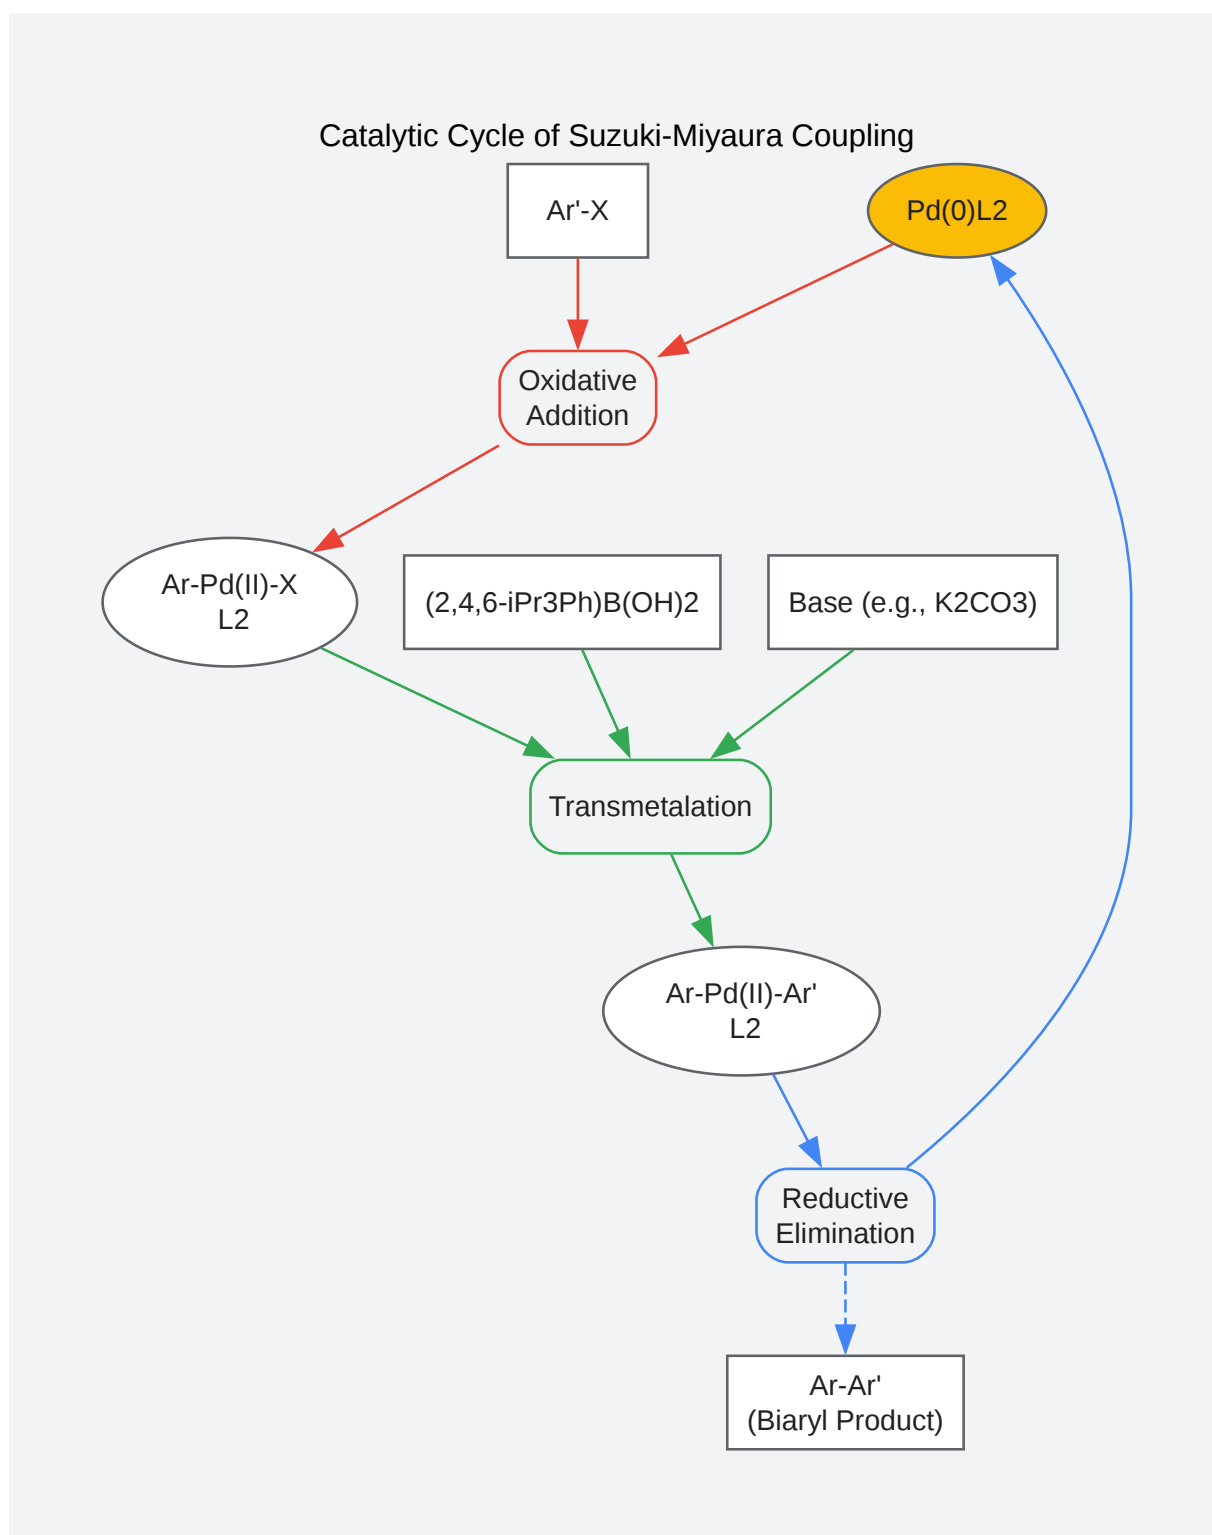 Catalytic Cycle of Suzuki-Miyaura Coupling
Ar'-X
Pd(0)L2
Oxidative
Addition
Ar-Pd(II)-X
L2
(2,4,6-iPr3Ph)B(OH)2
Base (e.g., K2CO3)
Transmetalation
Ar-Pd(II)-Ar'
L2
Reductive
Elimination
Ar-Ar'
(Biaryl Product)